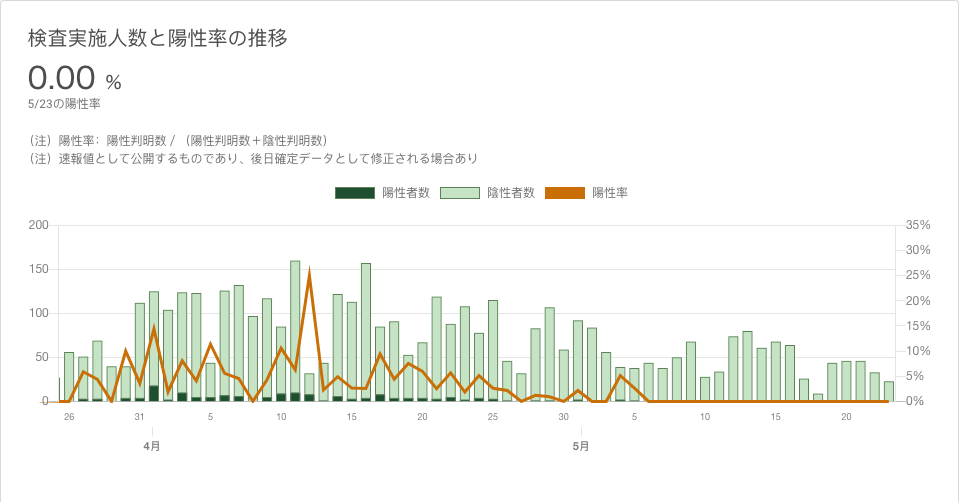 検査実施人数と陽性率の推移
0.00 %
5/23の陽性率
（注）陽性率：陽性判明数 / （陽性判明数＋陰性判明数）
（注）速報値として公開するものであり、後日確定データとして修正される場合あり
陽性者数 陰性者数 陽性率
200 35%
30%
150 25%
20%
100 15%
50 10%
5%
0 0%
26 31 5 10 15 20 25 30 5 10 15 20
4月 5月